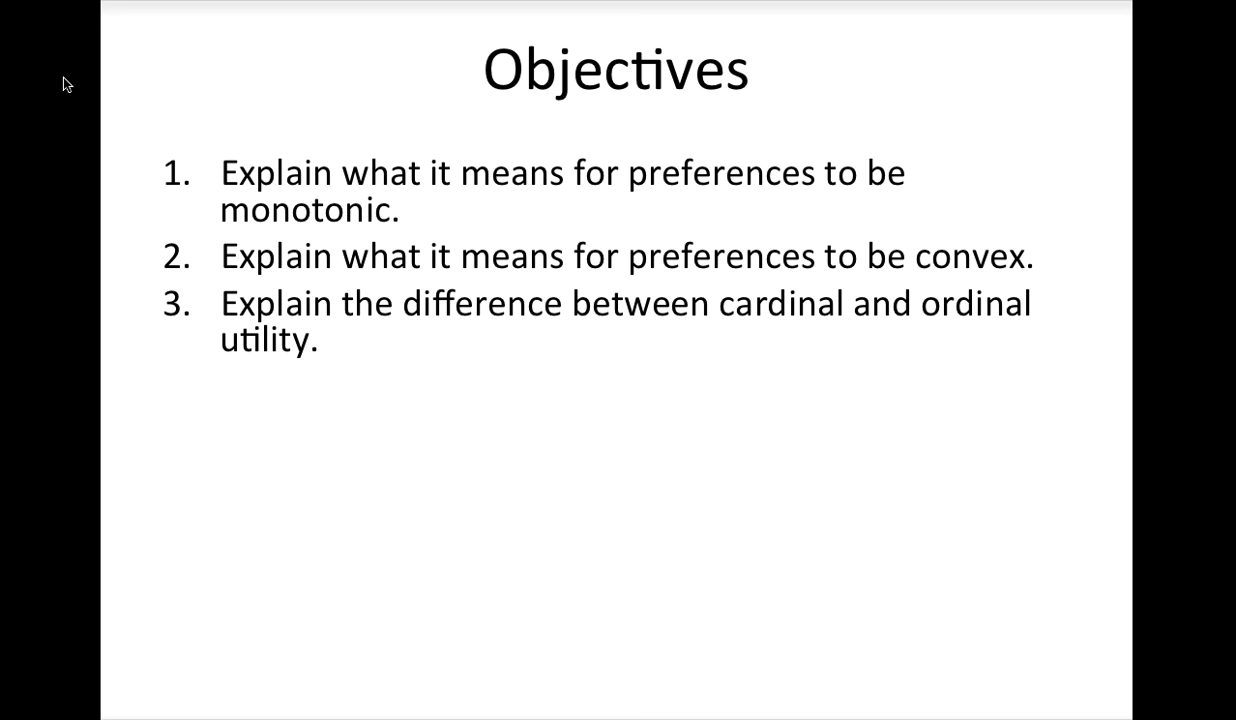 Objectives
1. Explain what it means for preferences to be
monotonic.
2. Explain what it means for preferences to be convex.
3. Explain the difference between cardinal and ordinal
utility.